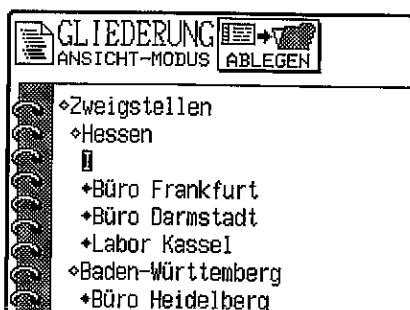 GLIEDERUNG
ANSICHT-MODUS
ABLEGEN
Zweigstellen
Hessen
Büro Frankfurt
Büro Darmstadt
Labor Kassel
Baden-Württemberg
Büro Heidelberg